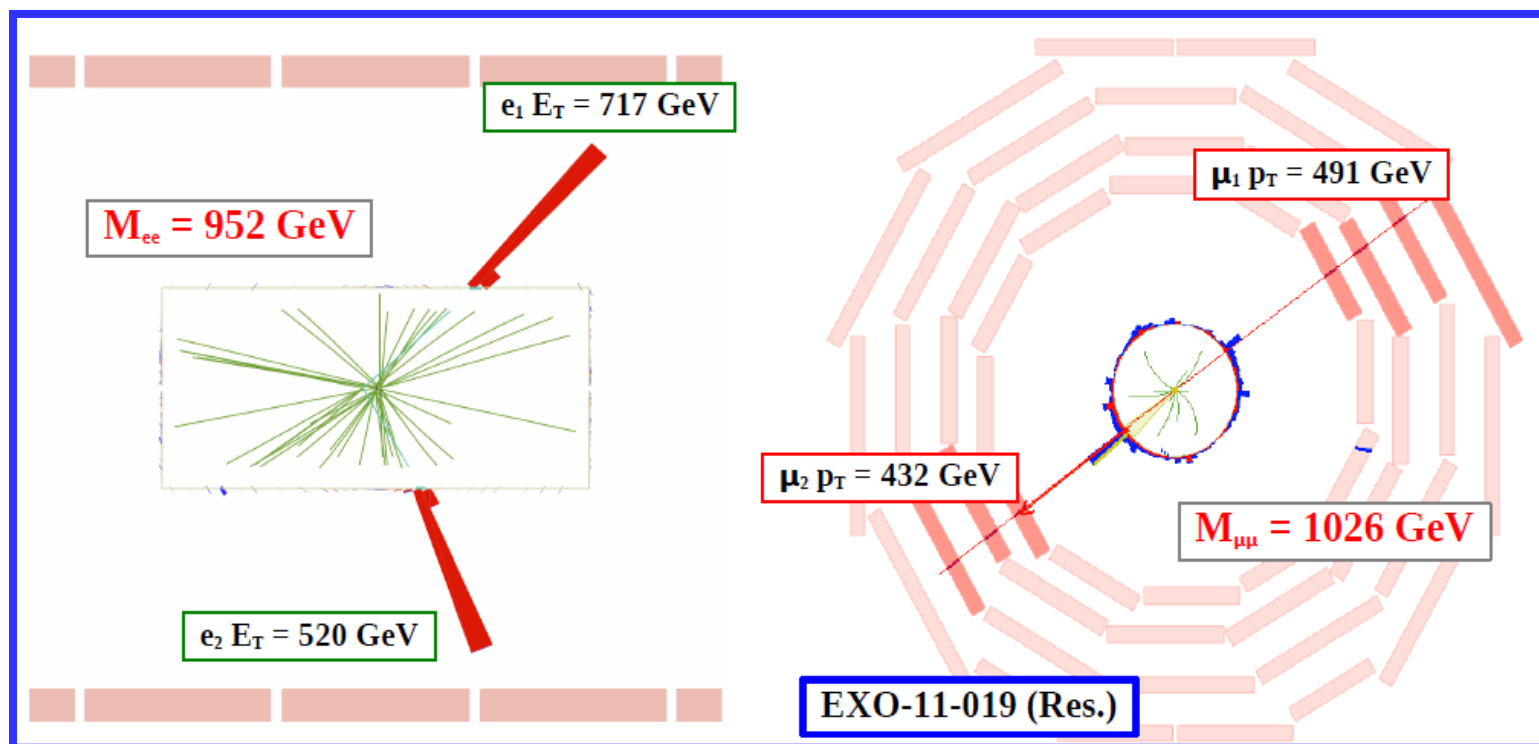 e₁ E_T = 717 GeV
M_ee = 952 GeV
e₂ E_T = 520 GeV
μ₁ p_T = 491 GeV
μ₂ p_T = 432 GeV
M_μμ = 1026 GeV
EXO-11-019 (Res.)